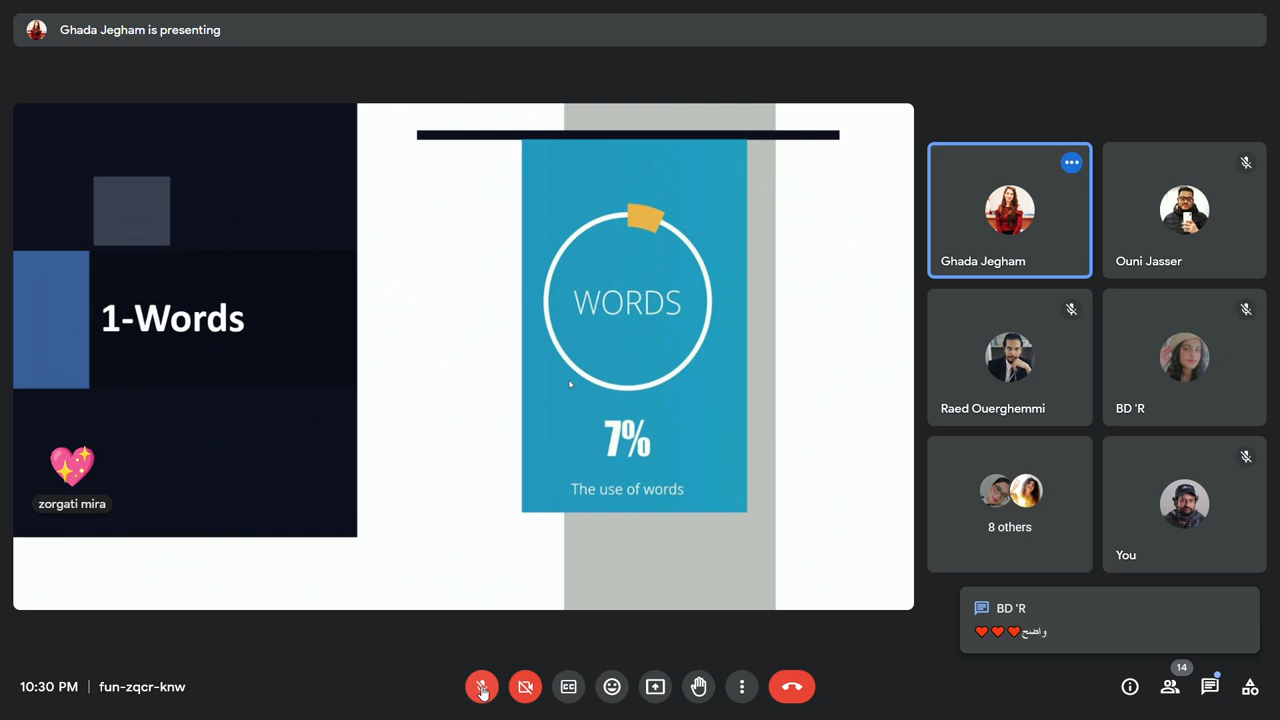 Ghada Jegham is presenting
1-Words
WORDS
7%
The use of words
zorgati mira
Ghada Jegham
Ouni Jasser
Raed Ouerghemmi
BD 'R
8 others
You
BD 'R
❤️❤️❤️واضح
14
10:30 PM | fun-zqcr-knw